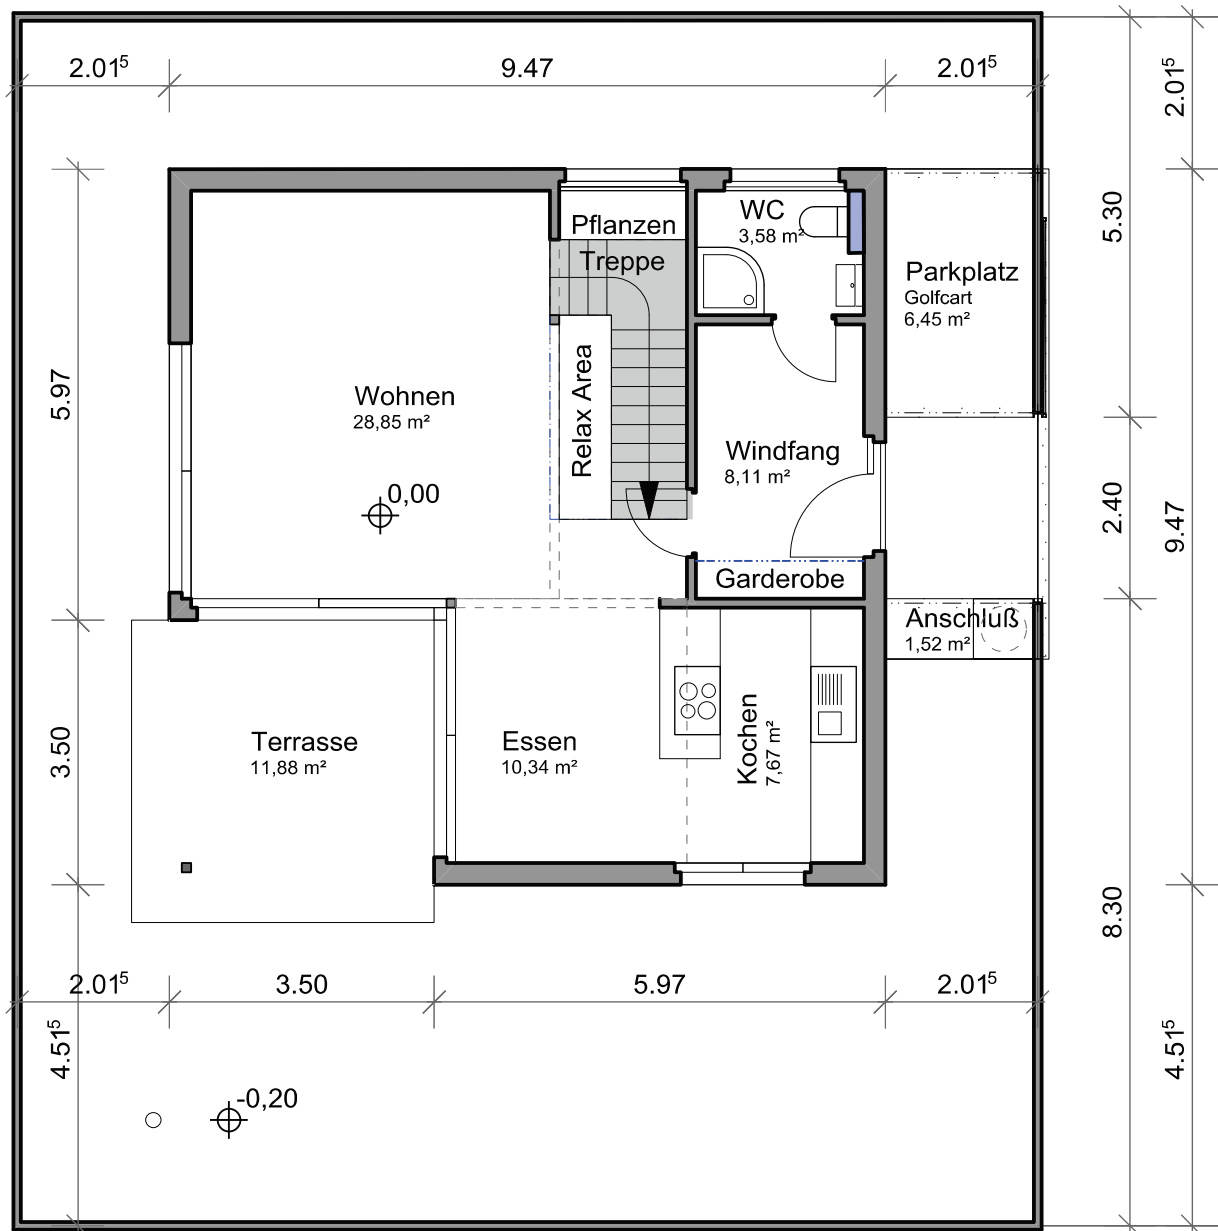 2.01⁵
9.47
2.01⁵
2.01⁵
5.97
5.30
Pflanzen
Treppe
WC
3,58 m²
Parkplatz
Golfcart
6,45 m²
Wohnen
28,85 m²
Relax Area
Windfang
8,11 m²
0,00
2.40
9.47
Garderobe
Anschluß
1,52 m²
3.50
Terrasse
11,88 m²
Essen
10,34 m²
Kochen
7,67 m²
8.30
2.01⁵
3.50
5.97
2.01⁵
4.51⁵
4.51⁵
-0,20